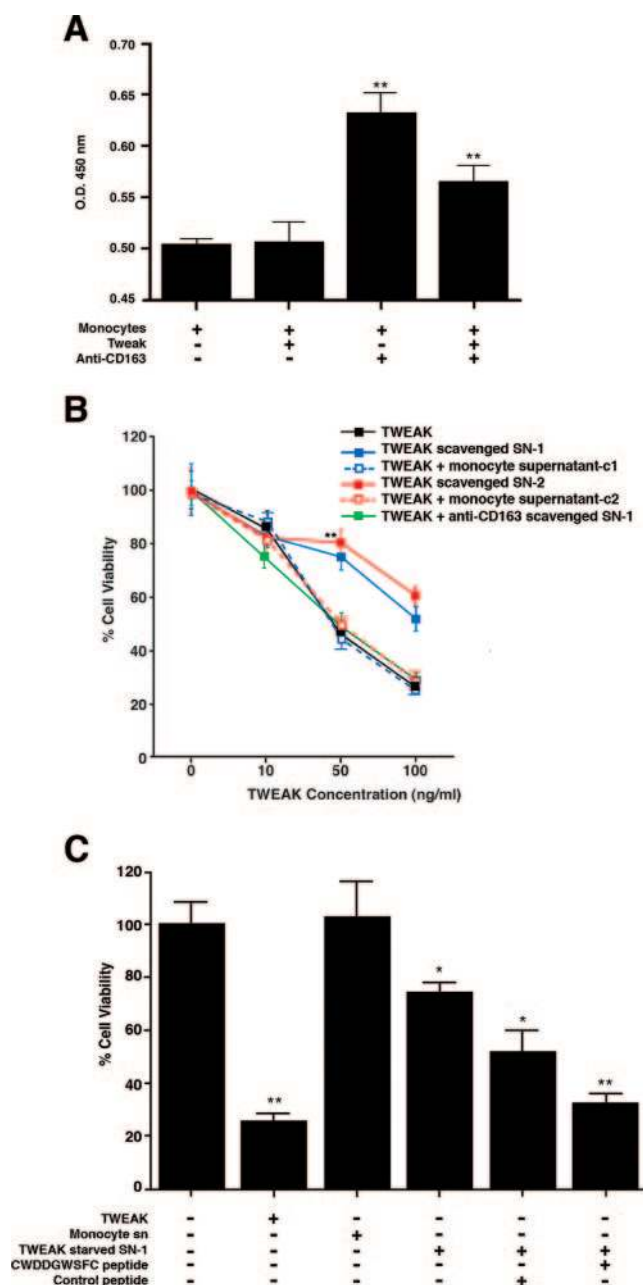 A
0.70
0.65
0.60
0.55
0.50
0.45
O.D. 450 nm
** **
Monocytes + + + +
Tweak - + - +
Anti-CD163 - - + +
B
120
100
80
60
40
20
0
% Cell Viability
TWEAK
TWEAK scavenged SN-1
TWEAK + monocyte supernatant-c1
TWEAK scavenged SN-2
TWEAK + monocyte supernatant-c2
TWEAK + anti-CD163 scavenged SN-1
**
0 10 50 100
TWEAK Concentration (ng/ml)
C
120
100
80
60
40
20
0
% Cell Viability
** * * **
TWEAK - + - - - -
Monocyte sn - - + - - -
TWEAK starved SN-1 - - - + + +
CWDDGWSFC peptide - - - - - +
Control peptide - - - - + -